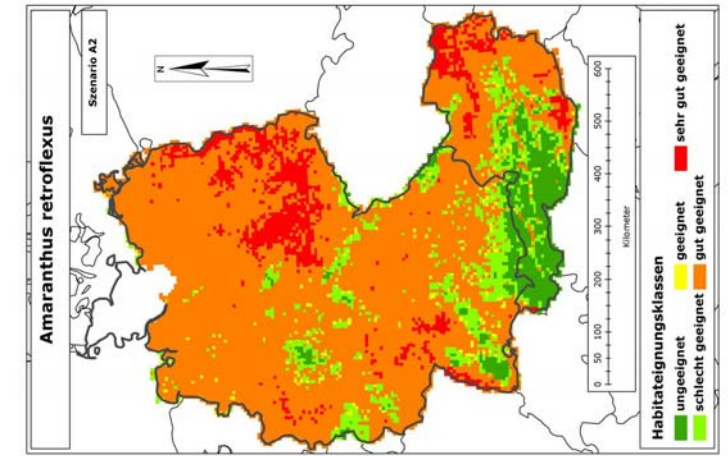 Amaranthus retroflexus
Szenario A2
N
0 50 100 200 300 400 500 600
Kilometer
Habitateignungsklassen
ungeeignet geeignet sehr gut geeignet
schlecht geeignet gut geeignet